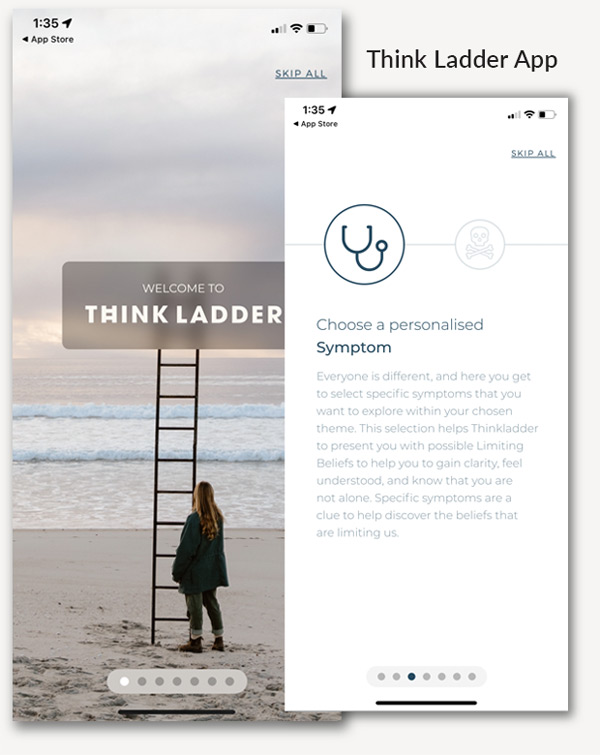 1:35
App Store
SKIP ALL
WELCOME TO
THINK LADDER
Think Ladder App
1:35
App Store
SKIP ALL
Choose a personalised
Symptom
Everyone is different, and here you get
to select specific symptoms that you
want to explore within your chosen
theme. This selection helps Thinkladder
to present you with possible Limiting
Beliefs to help you to gain clarity, feel
understood, and know that you are
not alone. Specific symptoms are a
clue to help discover the beliefs that
are limiting us.